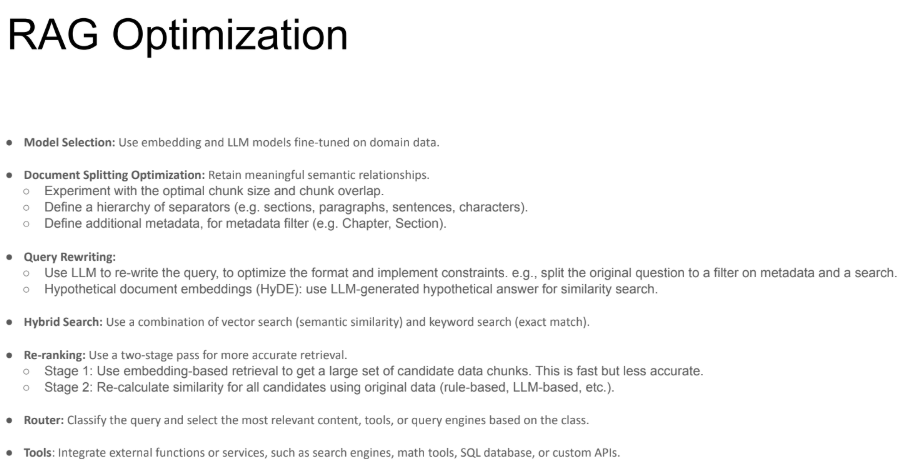 RAG Optimization
● Model Selection: Use embedding and LLM models fine-tuned on domain data.
● Document Splitting Optimization: Retain meaningful semantic relationships.
○ Experiment with the optimal chunk size and chunk overlap.
○ Define a hierarchy of separators (e.g. sections, paragraphs, sentences, characters).
○ Define additional metadata, for metadata filter (e.g. Chapter, Section).
● Query Rewriting:
○ Use LLM to re-write the query, to optimize the format and implement constraints. e.g., split the original question to a filter on metadata and a search.
○ Hypothetical document embeddings (HyDE): use LLM-generated hypothetical answer for similarity search.
● Hybrid Search: Use a combination of vector search (semantic similarity) and keyword search (exact match).
● Re-ranking: Use a two-stage pass for more accurate retrieval.
○ Stage 1: Use embedding-based retrieval to get a large set of candidate data chunks. This is fast but less accurate.
○ Stage 2: Re-calculate similarity for all candidates using original data (rule-based, LLM-based, etc.).
● Router: Classify the query and select the most relevant content, tools, or query engines based on the class.
● Tools: Integrate external functions or services, such as search engines, math tools, SQL database, or custom APIs.